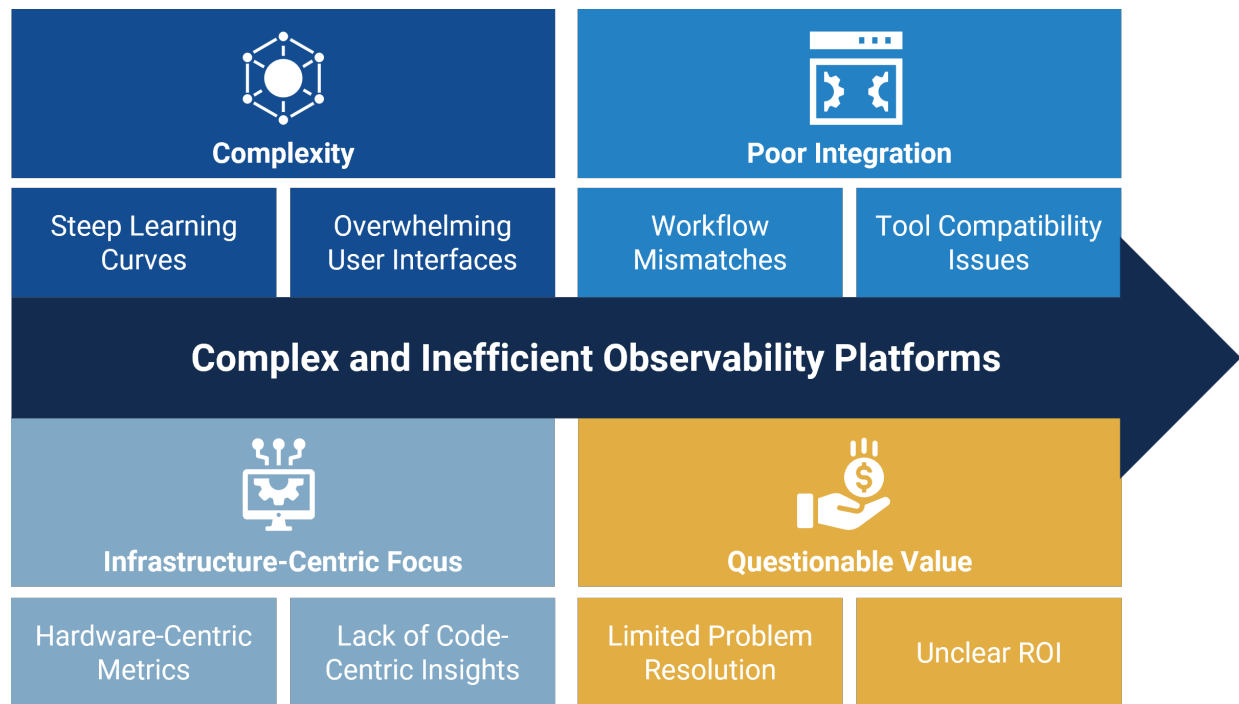 Complexity
Poor Integration
Steep Learning
Curves
Overwhelming
User Interfaces
Workflow
Mismatches
Tool Compatibility
Issues
Complex and Inefficient Observability Platforms
Infrastructure-Centric Focus
$
Questionable Value
Hardware-Centric
Metrics
Lack of Code-
Centric Insights
Limited Problem
Resolution
Unclear ROI